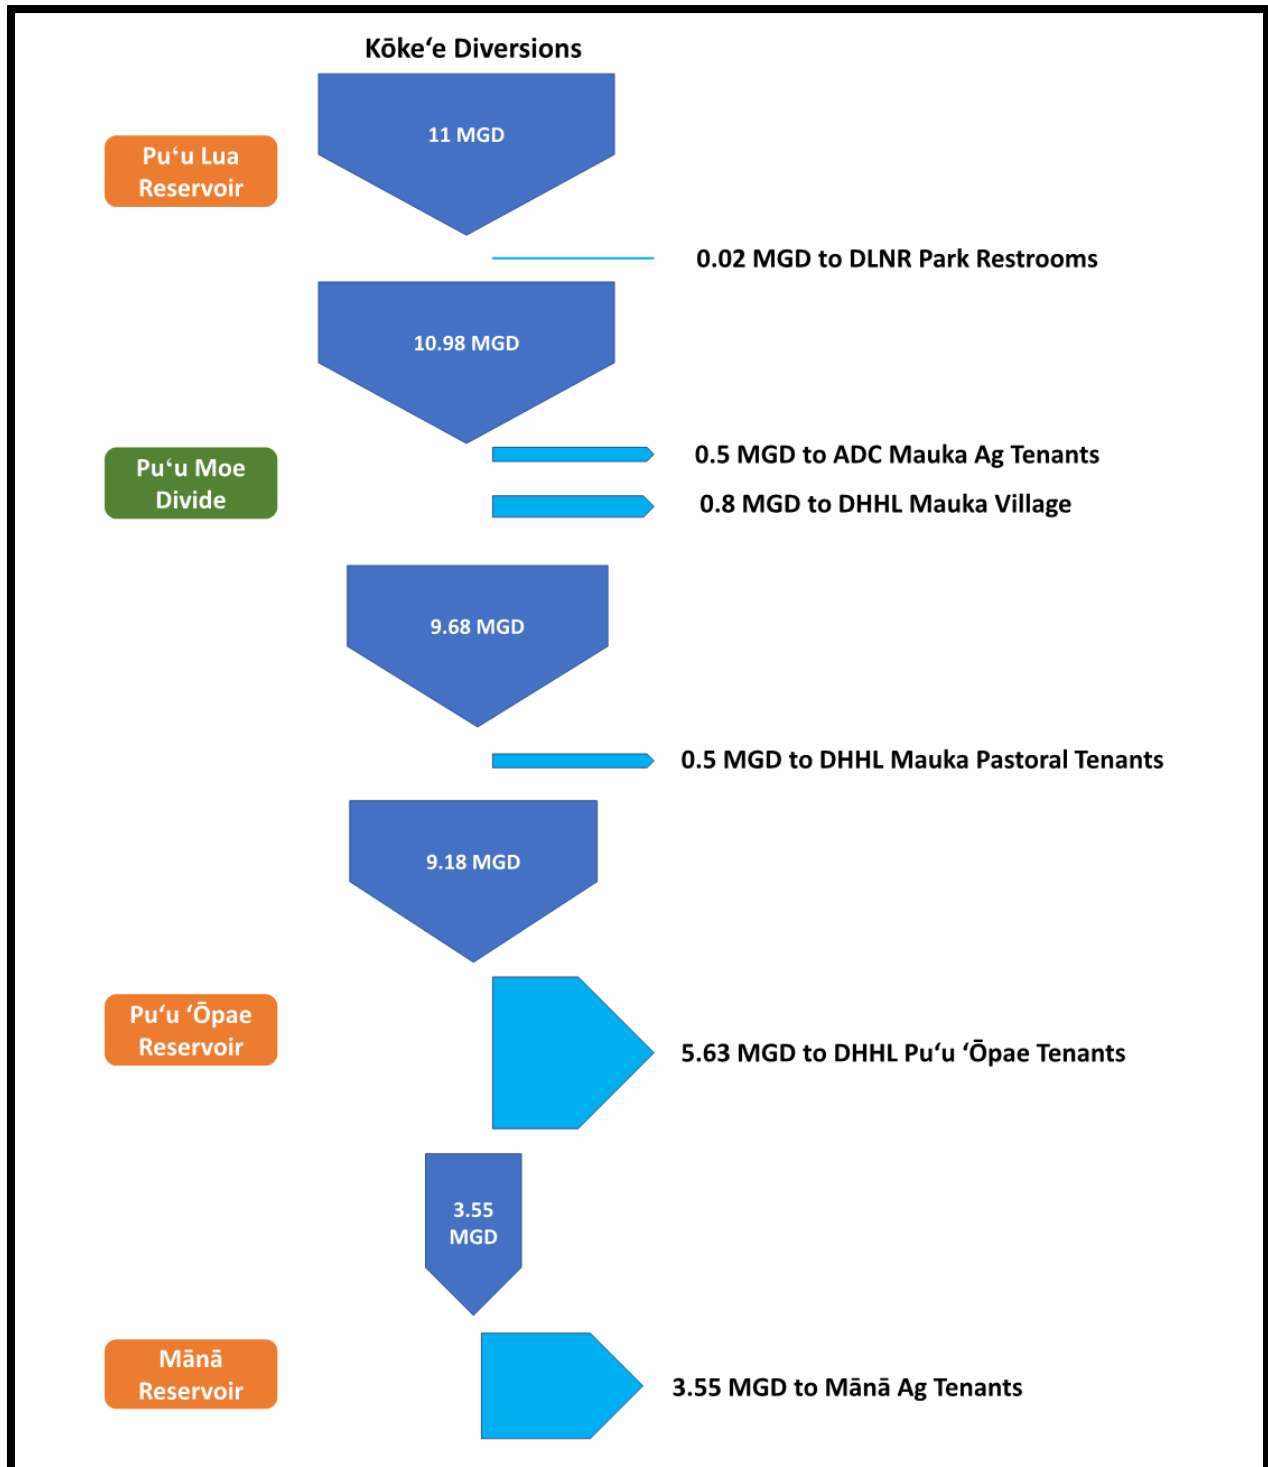 Kōkeʻe Diversions
11 MGD
Puʻu Lua
Reservoir
0.02 MGD to DLNR Park Restrooms
10.98 MGD
Puʻu Moe
Divide
0.5 MGD to ADC Mauka Ag Tenants
0.8 MGD to DHHL Mauka Village
9.68 MGD
0.5 MGD to DHHL Mauka Pastoral Tenants
9.18 MGD
Puʻu ʻŌpae
Reservoir
5.63 MGD to DHHL Puʻu ʻŌpae Tenants
3.55
MGD
Mānā
Reservoir
3.55 MGD to Mānā Ag Tenants